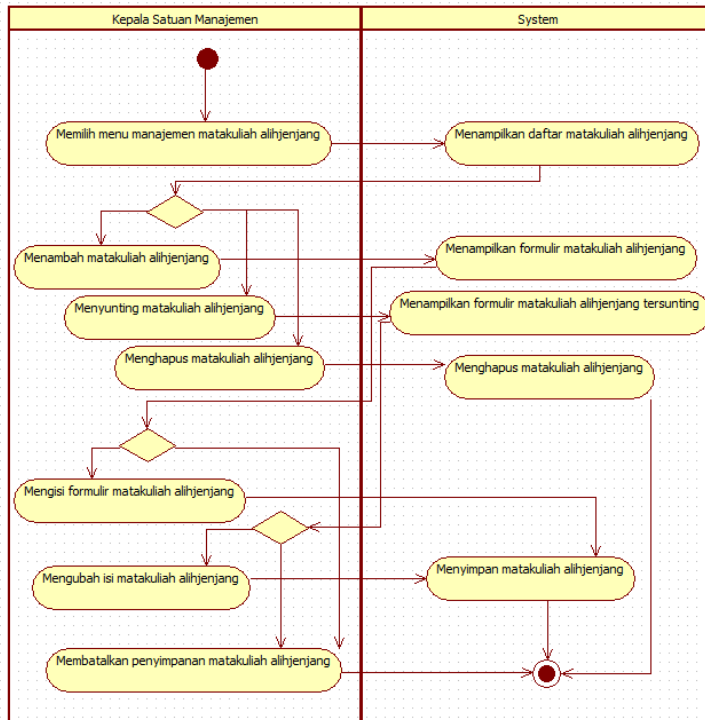 Kepala Satuan Manajemen
System
Memilih menu manajemen matakuliah alihjenjang
Menampilkan daftar matakuliah alihjenjang
Menambah matakuliah alihjenjang
Menampilkan formulir matakuliah alihjenjang
Menyunting matakuliah alihjenjang
Menampilkan formulir matakuliah alihjenjang tersunting
Menghapus matakuliah alihjenjang
Menghapus matakuliah alihjenjang
Mengisi formulir matakuliah alihjenjang
Mengubah isi matakuliah alihjenjang
Menyimpan matakuliah alihjenjang
Membatalkan penyimpanan matakuliah alihjenjang